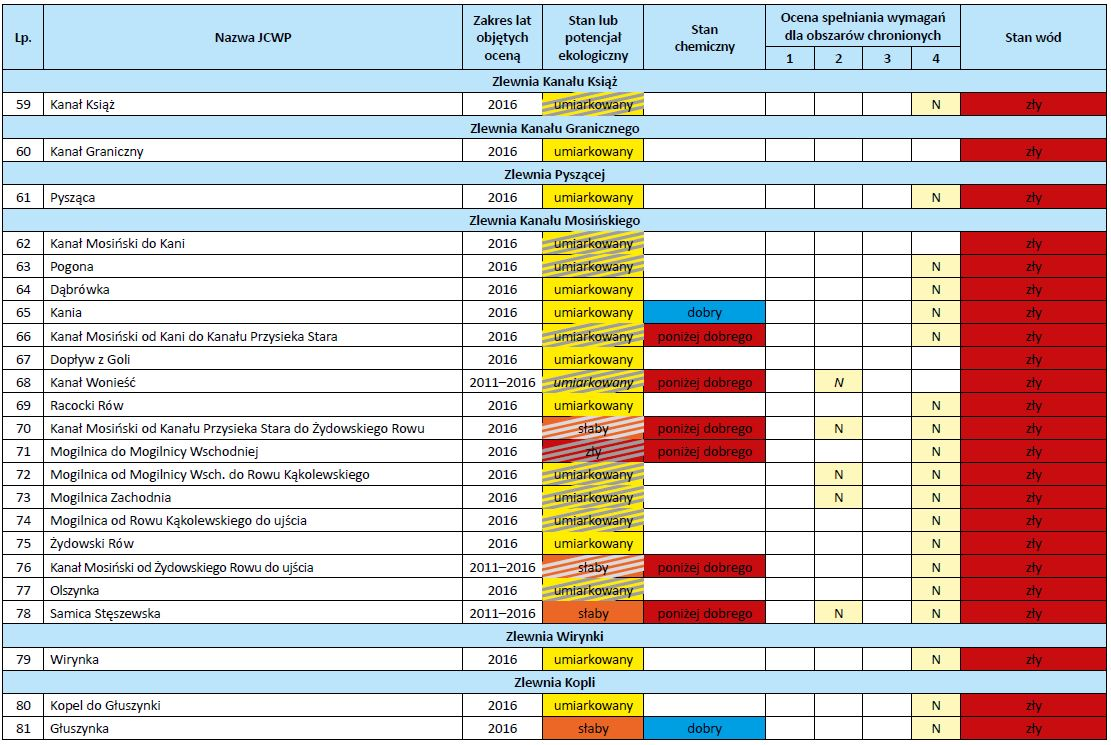 Lp. Nazwa JCWP Zakres lat objętych oceną Stan lub potencjał ekologiczny Stan chemiczny Ocena spełniania wymagań dla obszarów chronionych Stan wód
1 2 3 4
Zlewnia Kanału Książ
59 Kanał Książ 2016 umiarkowany N zły
Zlewnia Kanału Granicznego
60 Kanał Graniczny 2016 umiarkowany zły
Zlewnia Pyszącej
61 Pysząca 2016 umiarkowany N zły
Zlewnia Kanału Mosińskiego
62 Kanał Mosiński do Kani 2016 umiarkowany zły
63 Pogona 2016 umiarkowany N zły
64 Dąbrówka 2016 umiarkowany N zły
65 Kania 2016 umiarkowany dobry N zły
66 Kanał Mosiński od Kani do Kanału Przysieka Stara 2016 umiarkowany poniżej dobrego N zły
67 Dopływ z Goli 2016 umiarkowany zły
68 Kanał Wonieść 2011–2016 umiarkowany poniżej dobrego N zły
69 Racocki Rów 2016 umiarkowany N zły
70 Kanał Mosiński od Kanału Przysieka Stara do Żydowskiego Rowu 2016 słaby poniżej dobrego N N zły
71 Mogilnica do Mogilnicy Wschodniej 2016 zły poniżej dobrego N zły
72 Mogilnica od Mogilnicy Wsch. do Rowu Kąkolewskiego 2016 umiarkowany N N zły
73 Mogilnica Zachodnia 2016 umiarkowany N N zły
74 Mogilnica od Rowu Kąkolewskiego do ujścia 2016 umiarkowany N zły
75 Żydowski Rów 2016 umiarkowany N zły
76 Kanał Mosiński od Żydowskiego Rowu do ujścia 2011–2016 słaby poniżej dobrego N zły
77 Olszynka 2016 umiarkowany N zły
78 Samica Stęszewska 2011–2016 słaby poniżej dobrego N N zły
Zlewnia Wirynki
79 Wirynka 2016 umiarkowany N zły
Zlewnia Kopli
80 Kopel do Głuszynki 2016 umiarkowany N zły
81 Głuszynka 2016 słaby dobry N zły